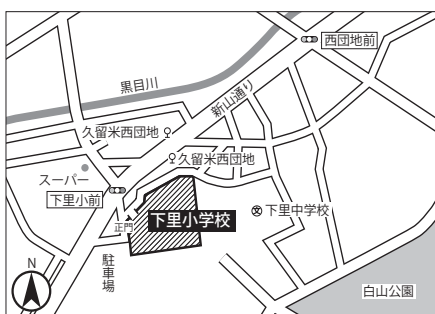 西団地前
黒目川
新山通り
久留米西団地
久留米西団地
スーパー
下里小前
正門
下里小学校
下里中学校
文
駐車場
N
白山公園